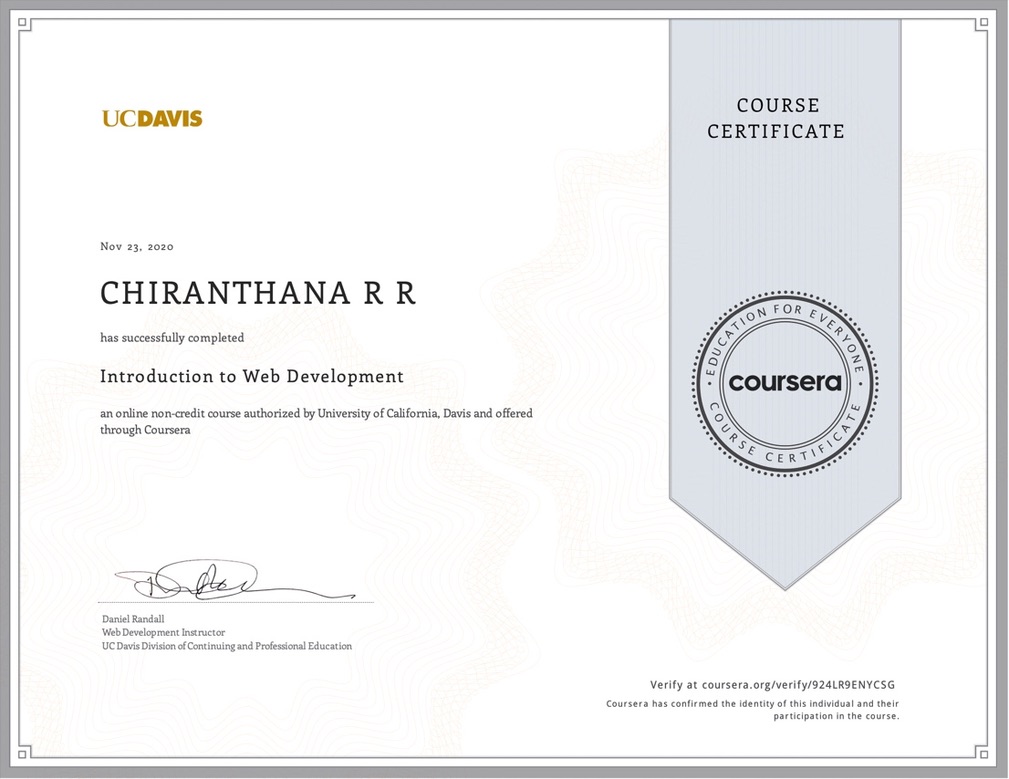 UCDAVIS
COURSE
CERTIFICATE
Nov 23, 2020
CHIRANTHANA R R
has successfully completed
Introduction to Web Development
an online non-credit course authorized by University of California, Davis and offered
through Coursera
EDUCATION FOR EVERYONE
coursera
COURSE CERTIFICATE
Daniel Randall
Web Development Instructor
UC Davis Division of Continuing and Professional Education
Verify at coursera.org/verify/924LR9ENYCSG
Coursera has confirmed the identity of this individual and their
participation in the course.